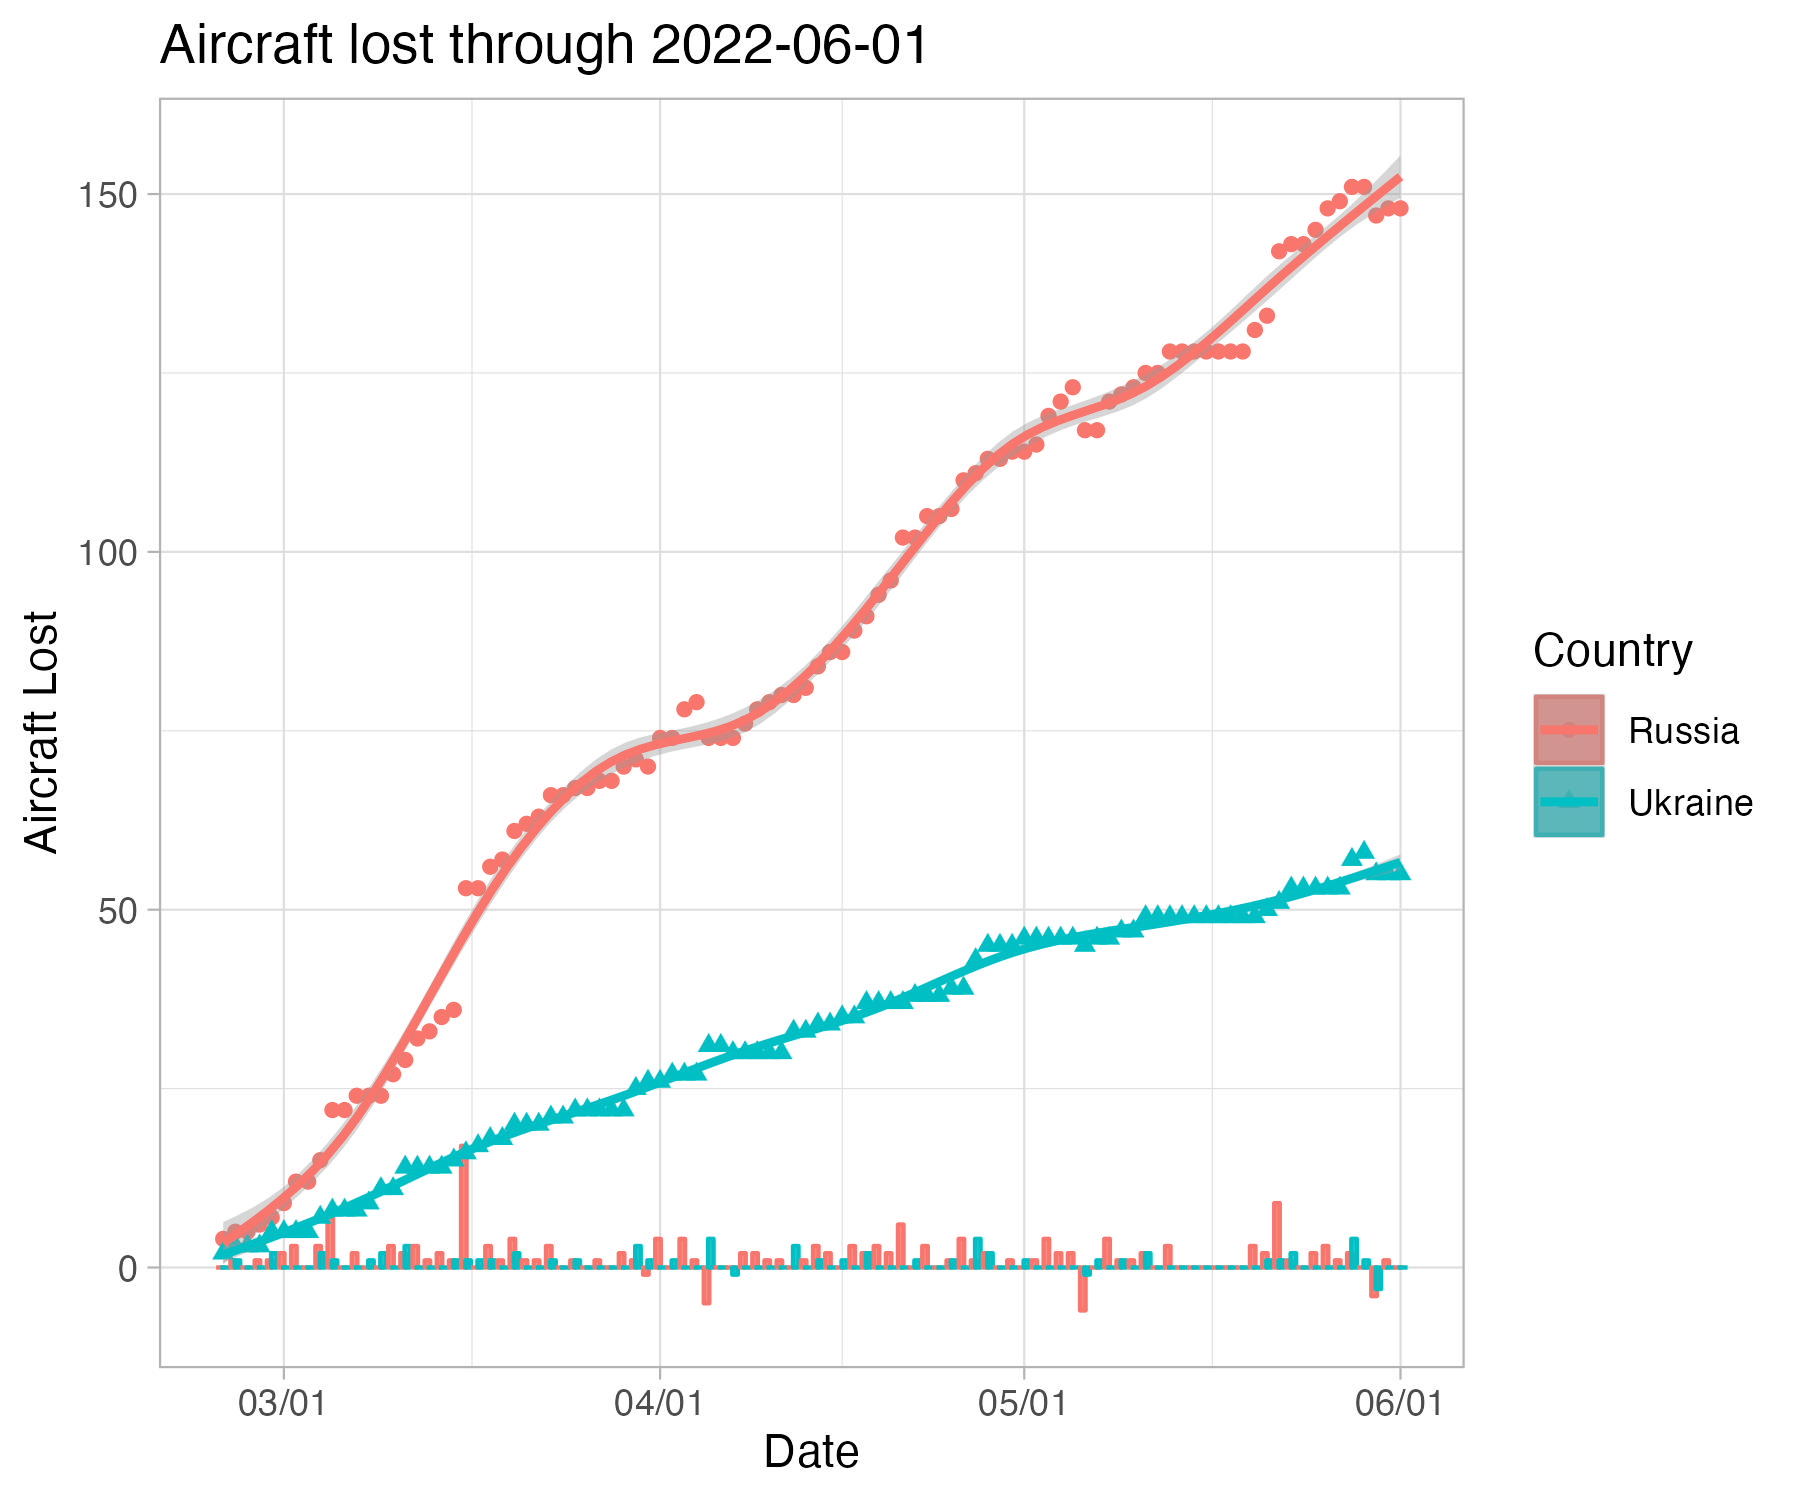 Aircraft lost through 2022-06-01
150
100
50
0
Aircraft Lost
03/01
04/01
05/01
06/01
Date
Country
Russia
Ukraine